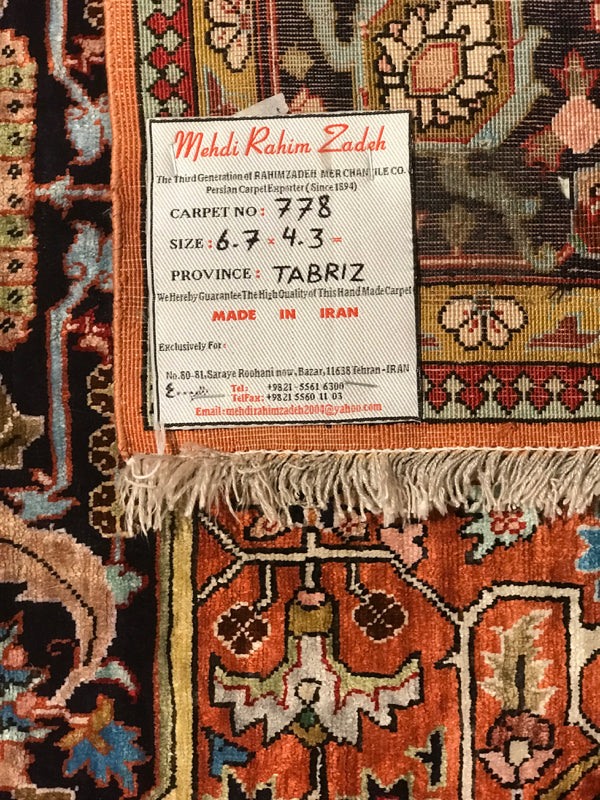 Mehdi Rahim Zadeh
The Third Generation of RAHIMZADEH MERCHANTILE CO.
Persian Carpet Exporter (Since 1894)
CARPET NO: 778
SIZE: 6.7 x 4.3 =
PROVINCE: TABRIZ
We Hereby Guarantee The High Quality of This Hand Made Carpet
MADE IN IRAN
Exclusively For:
No.80-81, Saraye Roohani now, Bazar, 11638 Tehran-IRAN
Tel: +9821-5561 6300
TelFax: +9821 5560 11 03
Email: mehdirahimzadeh2004@yahoo.com